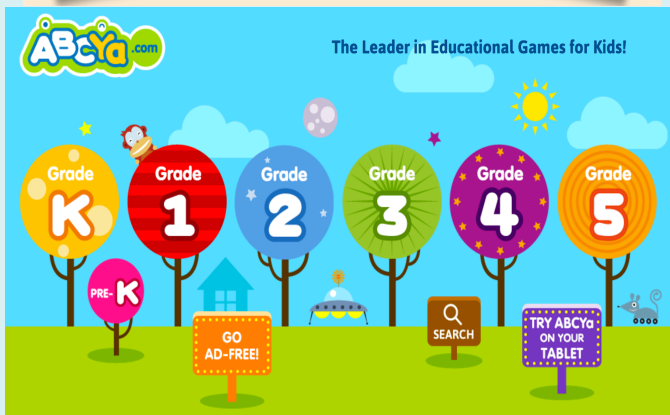 ABCYa.com
The Leader in Educational Games for Kids!
Grade
K
Grade
1
Grade
2
Grade
3
Grade
4
Grade
5
PRE-K
GO
AD-FREE!
SEARCH
TRY ABCYa
ON YOUR
TABLET